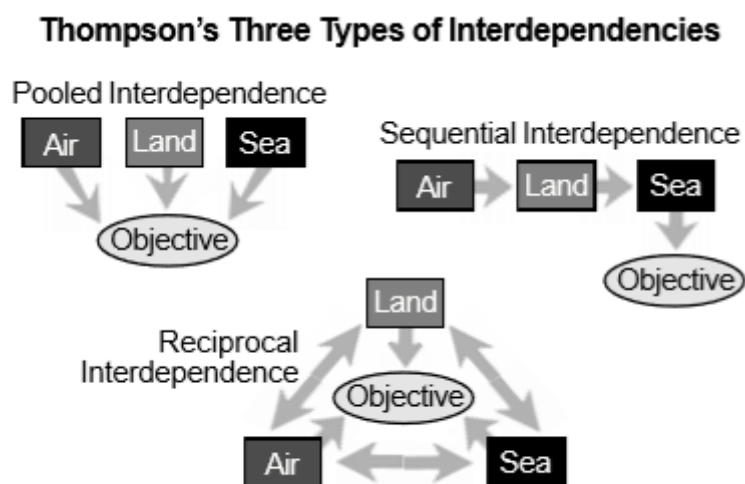 Thompson's Three Types of Interdependencies
Pooled Interdependence
Air Land Sea
Objective
Sequential Interdependence
Air Land Sea
Objective
Land
Reciprocal
Interdependence
Objective
Air Sea